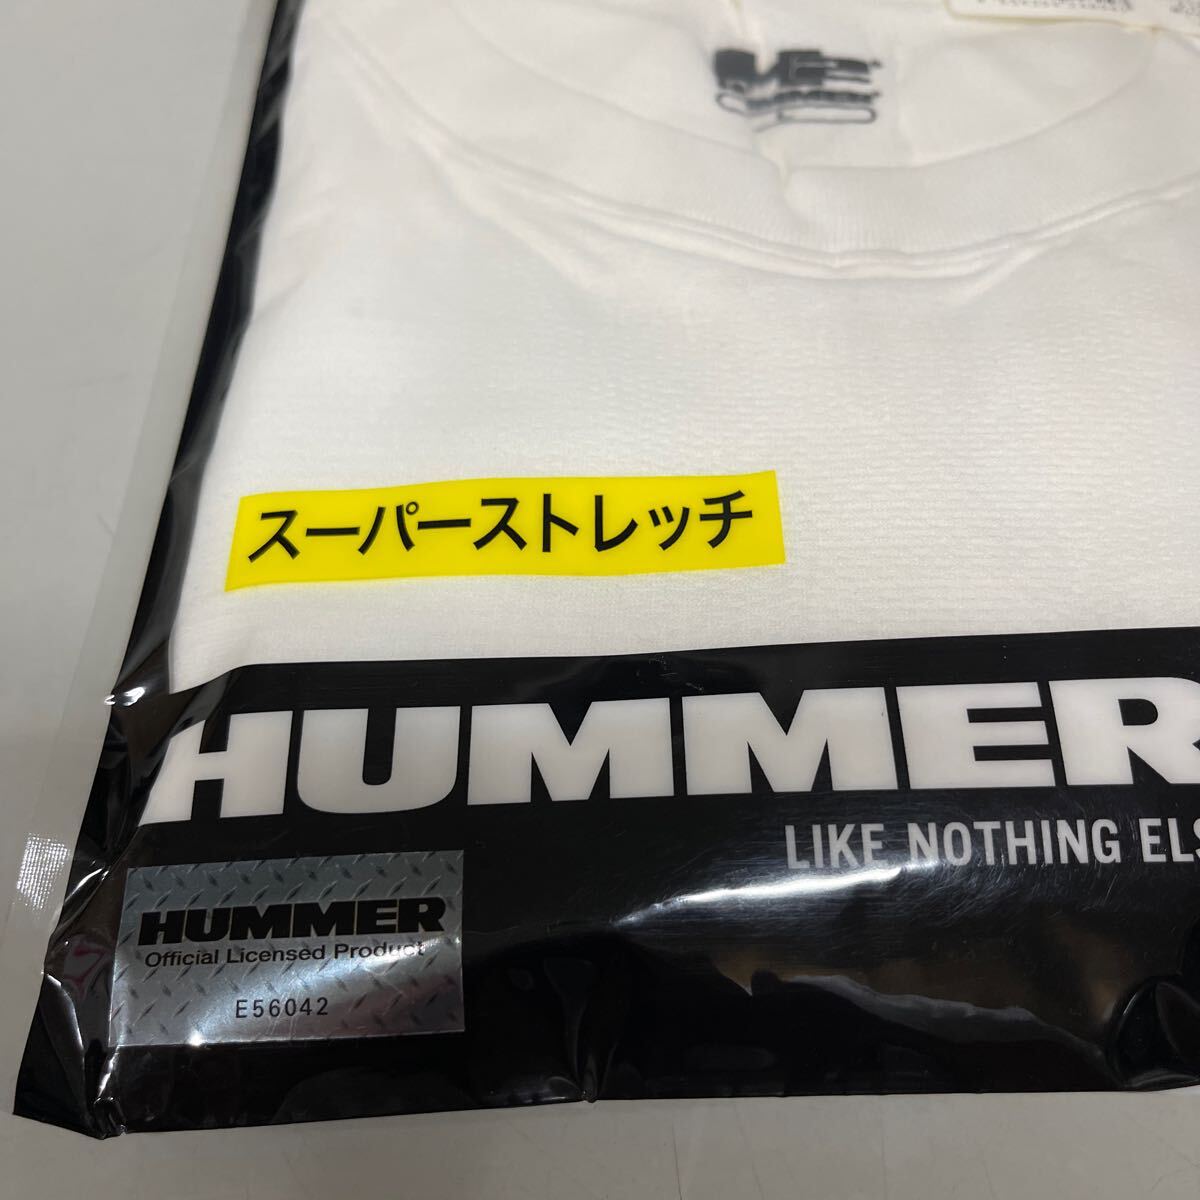 スーパーストレッチ
HUMMER
LIKE NOTHING ELS
HUMMER
Official Licensed Product
E56042